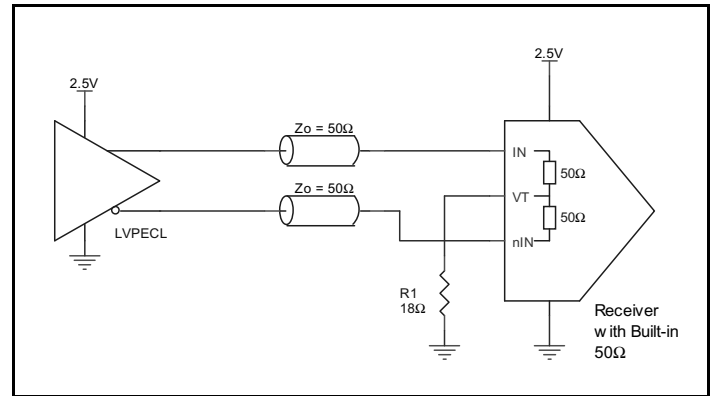 2.5V
2.5V
Zo = 50Ω
IN
50Ω
Zo = 50Ω
VT
50Ω
LVPECL
nIN
R1
18Ω
Receiver
with Built-in
50Ω